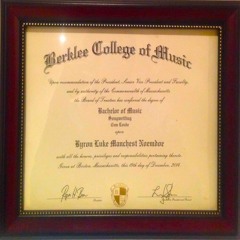 Berklee College of Music
Upon recommendation of the President, Senior Vice President and Faculty,
and by authority of the Commonwealth of Massachusetts,
the Board of Trustees has conferred the degree of
Bachelor of Music
Songwriting
Cum Laude
upon
Byron Luke Manchest Noemdoe
with all the honors, privileges and responsibilities pertaining thereto.
Given at Boston, Massachusetts, this 19th day of December,